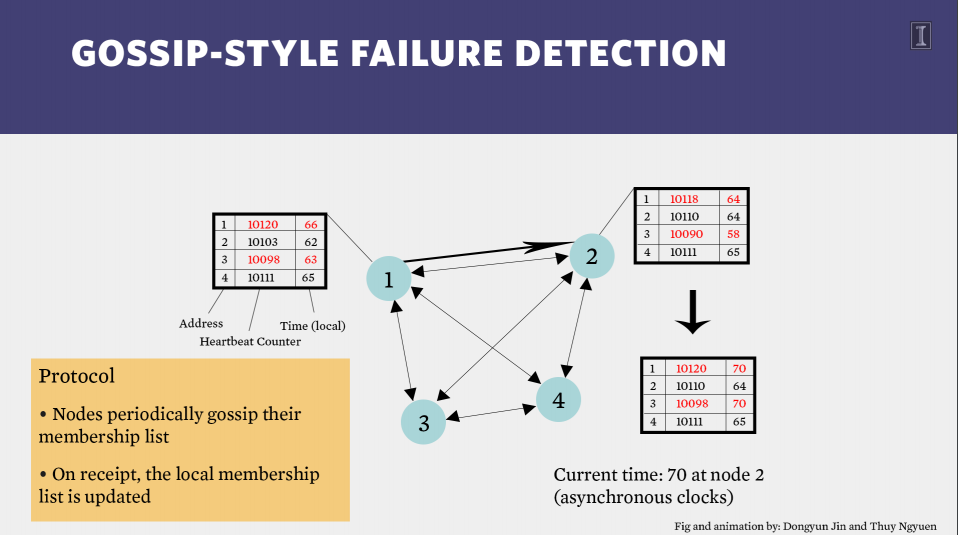 GOSSIP-STYLE FAILURE DETECTION
I
1 10120 66
2 10103 62
3 10098 63
4 10111 65
Address
Heartbeat Counter
Time (local)
1 10118 64
2 10110 64
3 10090 58
4 10111 65
1
2
3
4
1 10120 70
2 10110 64
3 10098 70
4 10111 65
Protocol
• Nodes periodically gossip their
membership list
• On receipt, the local membership
list is updated
Current time: 70 at node 2
(asynchronous clocks)
Fig and animation by: Dongyun Jin and Thuy Ngyuen